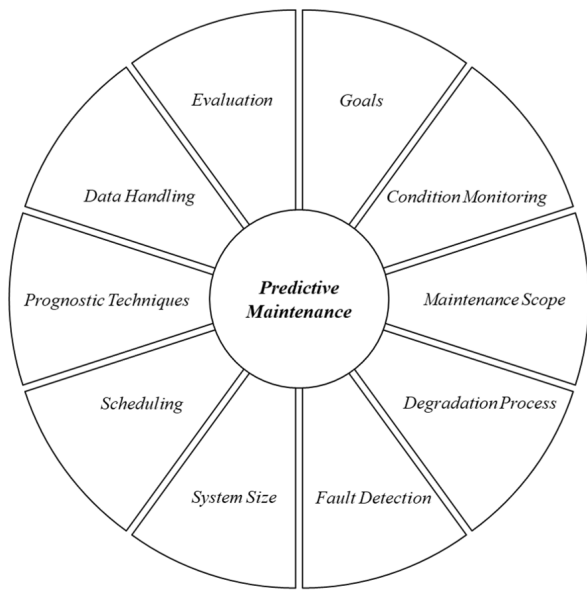 Evaluation
Goals
Data Handling
Condition Monitoring
Prognostic Techniques
Predictive
Maintenance
Maintenance Scope
Scheduling
Degradation Process
System Size
Fault Detection